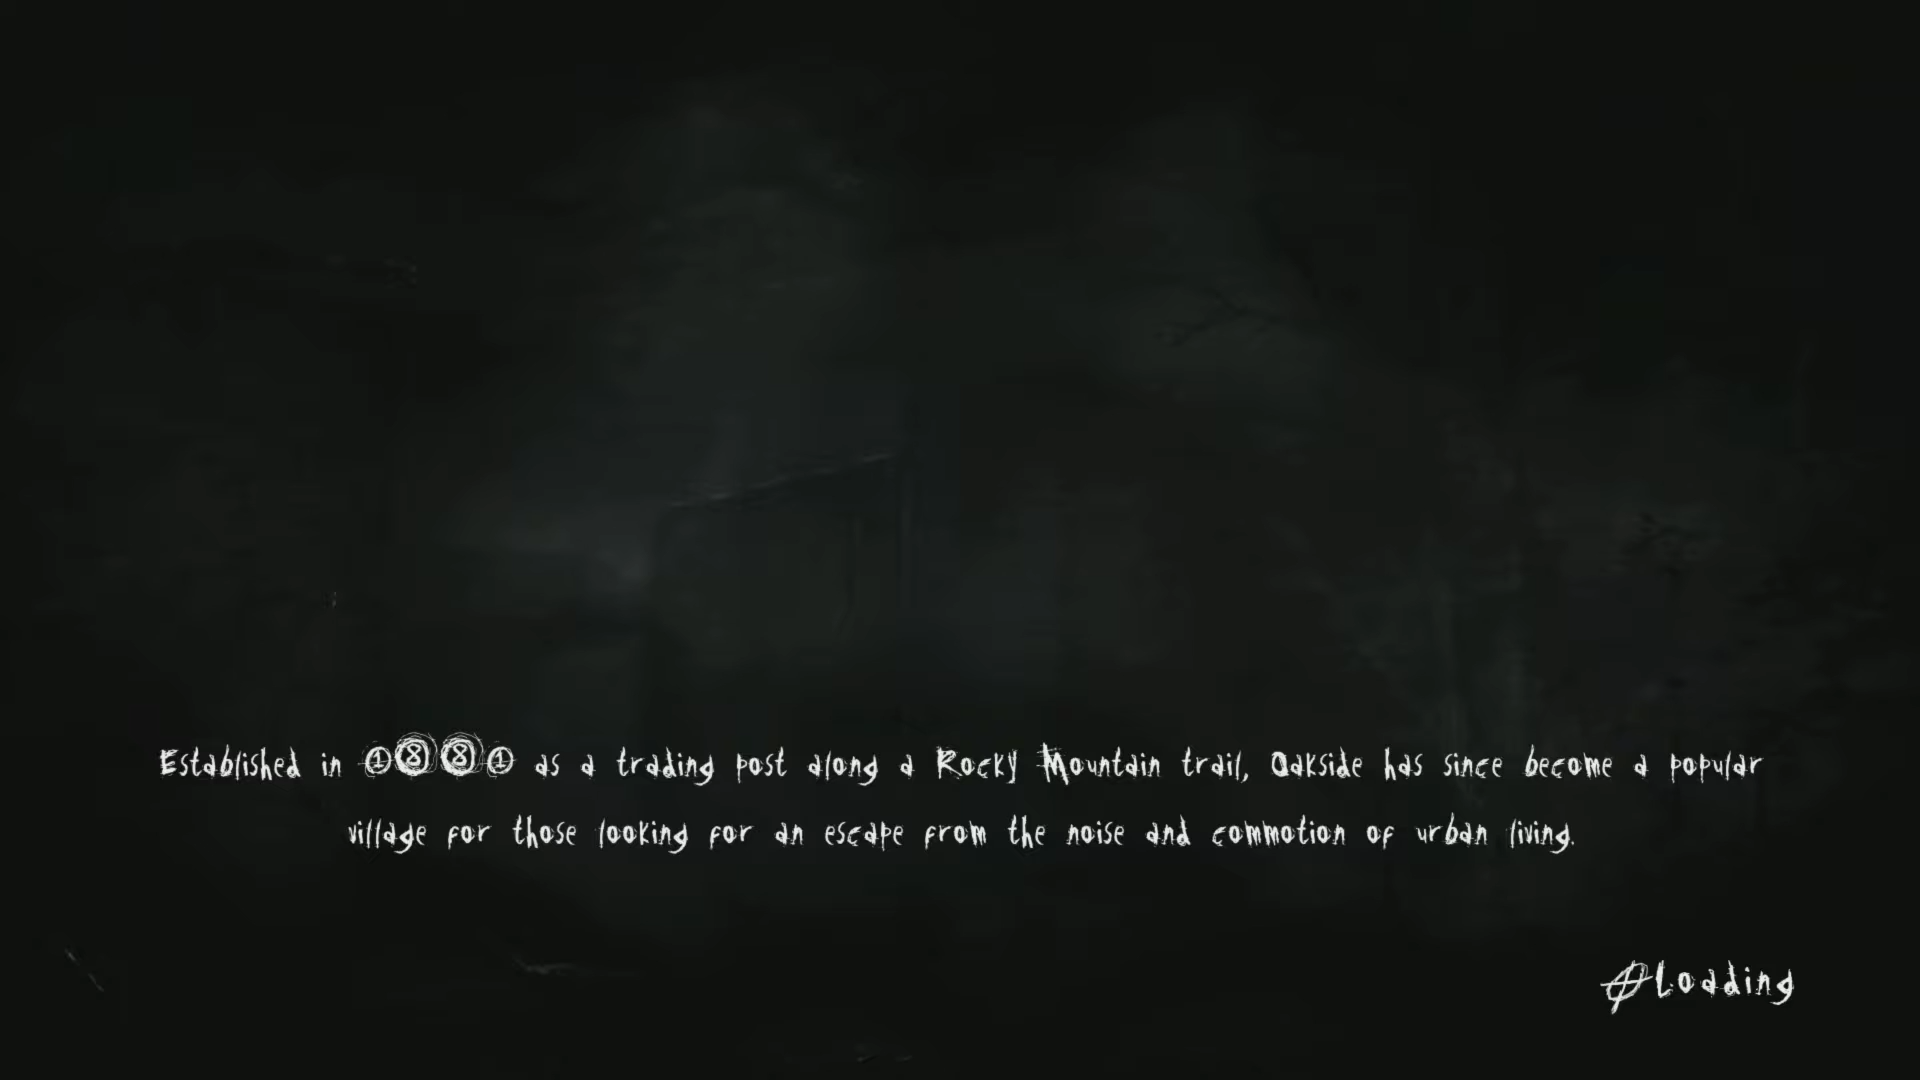 Established in 1881 as a trading post along a Rocky Mountain trail, Oakside has since become a popular
village for those looking for an escape from the noise and commotion of urban living.
Loading